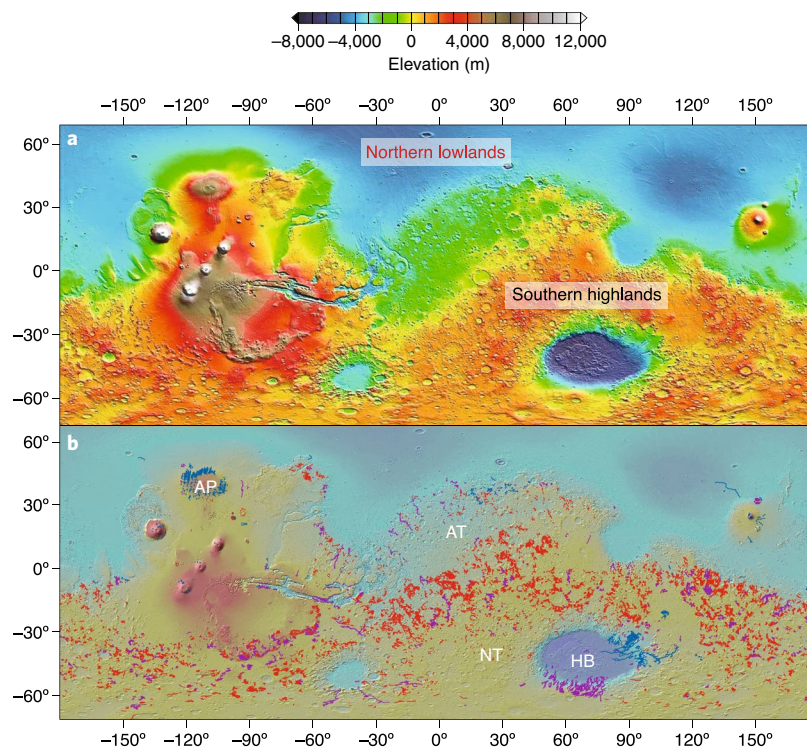 −8,000 −4,000 0 4,000 8,000 12,000
Elevation (m)
−150° −120° −90° −60° −30° 0° 30° 60° 90° 120° 150°
a
60°
Northern lowlands
30°
0°
Southern highlands
−30°
−60°
b
60°
AP
30°
AT
0°
−30°
NT
HB
−60°
−150° −120° −90° −60° −30° 0° 30° 60° 90° 120° 150°